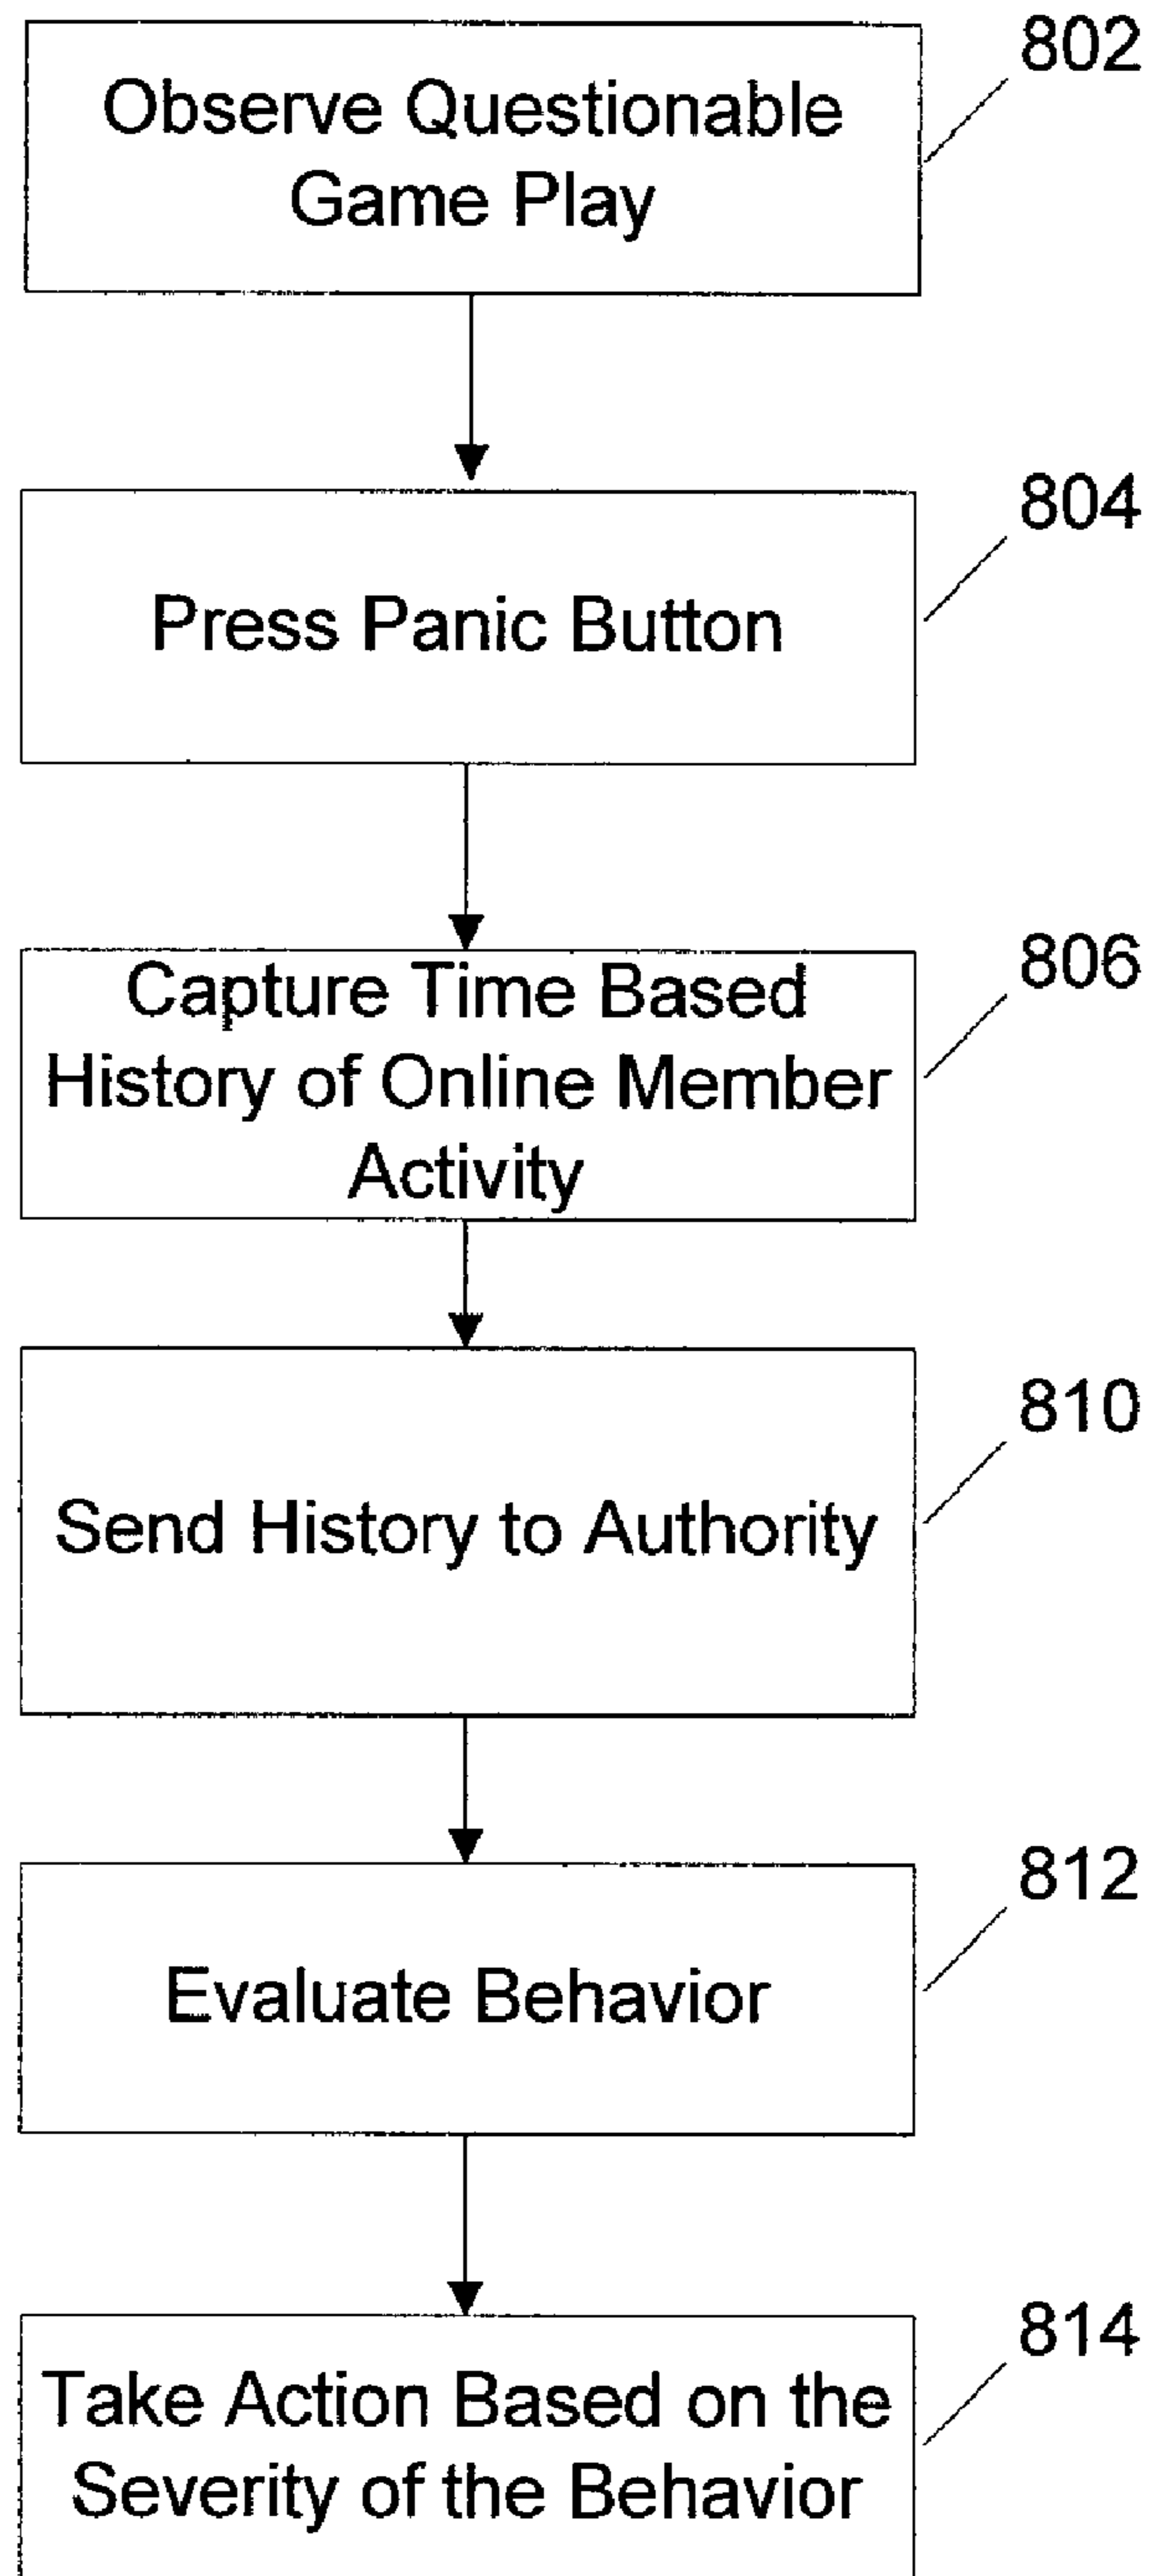 802
Observe Questionable
Game Play
804
Press Panic Button
806
Capture Time Based
History of Online Member
Activity
810
Send History to Authority
812
Evaluate Behavior
814
Take Action Based on the
Severity of the Behavior